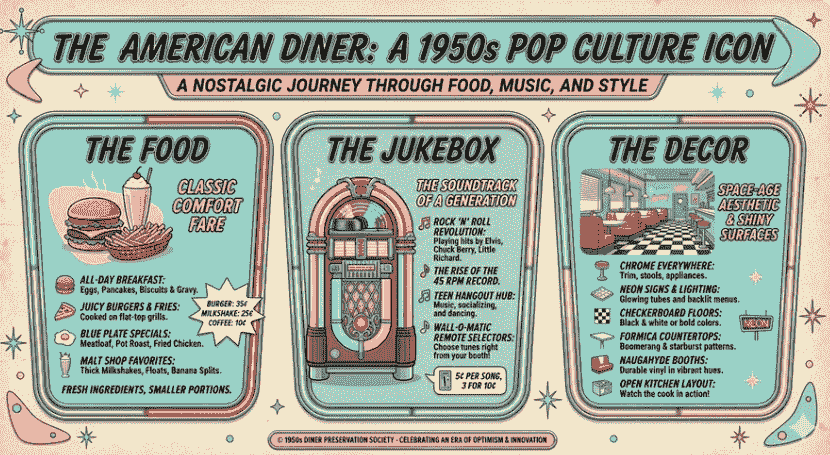 THE AMERICAN DINER: A 1950s POP CULTURE ICON
A NOSTALGIC JOURNEY THROUGH FOOD, MUSIC, AND STYLE
THE FOOD
CLASSIC
COMFORT
FARE
ALL-DAY BREAKFAST:
Eggs, Pancakes, Biscuits & Gravy.
JUICY BURGERS & FRIES:
Cooked on flat-top grills.
BLUE PLATE SPECIALS:
Meatloaf, Pot Roast, Fried Chicken.
MALT SHOP FAVORITES:
Thick Milkshakes, Floats, Banana Splits.
BURGER: 35¢
MILKSHAKE: 25¢
COFFEE: 10¢
FRESH INGREDIENTS, SMALLER PORTIONS.
THE JUKEBOX
THE SOUNDTRACK
OF A GENERATION
ROCK 'N' ROLL
REVOLUTION:
Playing hits by Elvis,
Chuck Berry, Little
Richard.
THE RISE OF THE
45 RPM RECORD.
TEEN HANGOUT HUB:
Music, socializing,
and dancing.
WALL-O-MATIC
REMOTE SELECTORS:
Choose tunes right
from your booth!
5¢ PER SONG,
3 FOR 10¢
THE DECOR
SPACE-AGE
AESTHETIC
& SHINY
SURFACES
CHROME EVERYWHERE:
Trim, stools, appliances.
NEON SIGNS & LIGHTING:
Glowing tubes and backlit menus.
CHECKERBOARD FLOORS:
Black & white or bold colors.
NEON
FORMICA COUNTERTOPS:
Boomerang & starburst patterns.
NAUGAHYDE BOOTHS:
Durable vinyl in vibrant hues.
OPEN KITCHEN LAYOUT:
Watch the cook in action!
© 1950s DINER PRESERVATION SOCIETY - CELEBRATING AN ERA OF OPTIMISM & INNOVATION